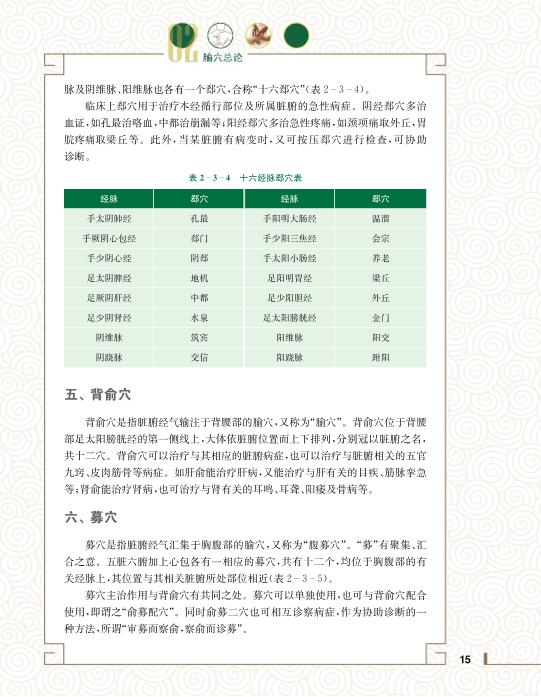 02 腧穴总论
脉及阴维脉、阳维脉也各有一个郄穴,合称“十六郄穴”(表2-3-4)。
临床上郄穴用于治疗本经循行部位及所属脏腑的急性病症。阴经郄穴多治
血证,如孔最治咯血,中都治崩漏等;阳经郄穴多治急性疼痛,如颈项痛取外丘,胃
脘疼痛取梁丘等。此外,当某脏腑有病变时,又可按压郄穴进行检查,可协助
诊断。
表2-3-4 十六经脉郄穴表
经脉 郄穴 经脉 郄穴
手太阴肺经 孔最 手阳明大肠经 温溜
手厥阴心包经 郄门 手少阳三焦经 会宗
手少阴心经 阴郄 手太阳小肠经 养老
足太阴脾经 地机 足阳明胃经 梁丘
足厥阴肝经 中都 足少阳胆经 外丘
足少阴肾经 水泉 足太阳膀胱经 金门
阴维脉 筑宾 阳维脉 阳交
阴跷脉 交信 阳跷脉 跗阳
五、背俞穴
背俞穴是指脏腑经气输注于背腰部的腧穴,又称为“腧穴”。背俞穴位于背腰
部足太阳膀胱经的第一侧线上,大体依脏腑位置而上下排列,分别冠以脏腑之名,
共十二穴。背俞穴可以治疗与其相应的脏腑病症,也可以治疗与脏腑相关的五官
九窍、皮肉筋骨等病症。如肝俞能治疗肝病,又能治疗与肝有关的目疾、筋脉挛急
等;肾俞能治疗肾病,也可治疗与肾有关的耳鸣、耳聋、阳痿及骨病等。
六、募穴
募穴是指脏腑经气汇集于胸腹部的腧穴,又称为“腹募穴”。“募”有聚集、汇
合之意。五脏六腑加上心包各有一相应的募穴,共有十二个,均位于胸腹部的有
关经脉上,其位置与其相关脏腑所处部位相近(表2-3-5)。
募穴主治作用与背俞穴有共同之处。募穴可以单独使用,也可与背俞穴配合
使用,即谓之“俞募配穴”。同时俞募二穴也可相互诊察病症,作为协助诊断的一
种方法,所谓“审募而察俞,察俞而诊募”。
15